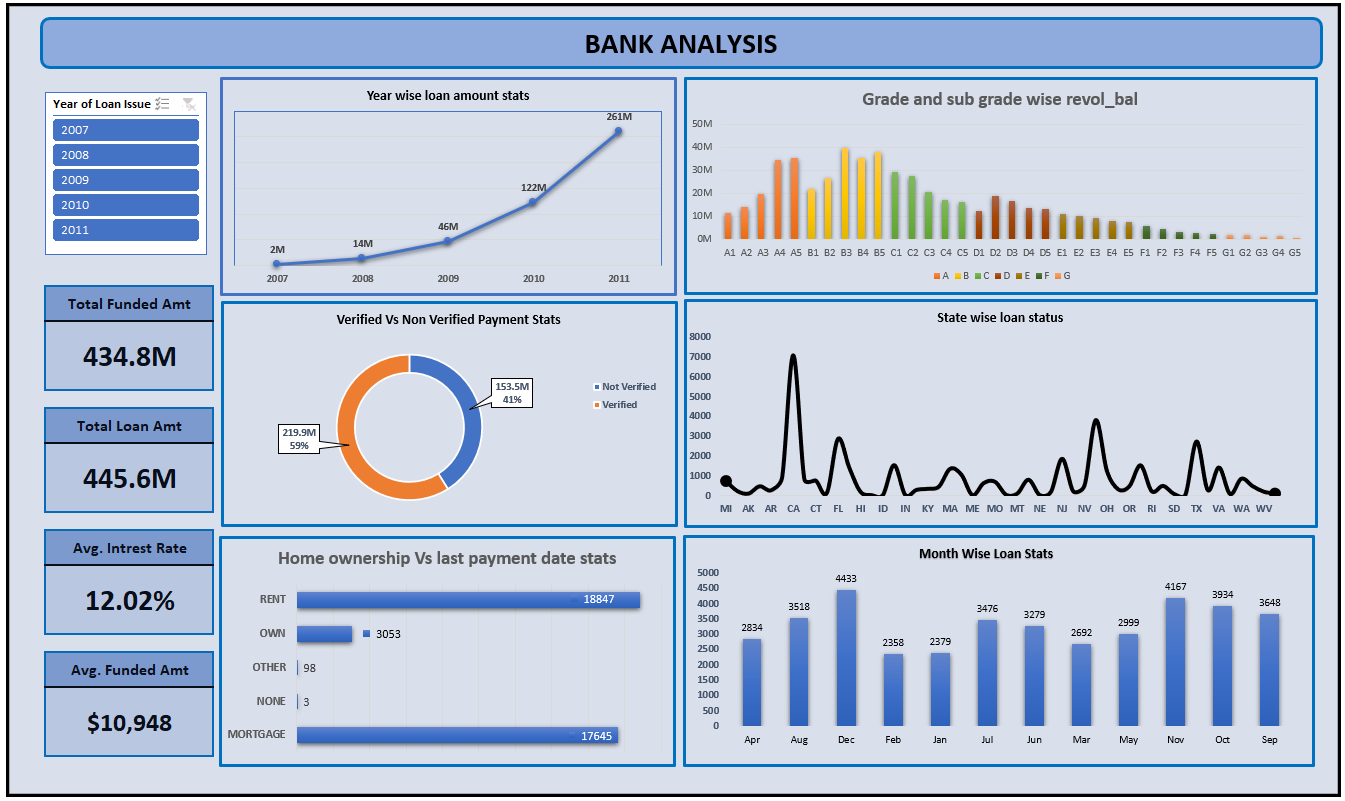 BANK ANALYSIS
Year of Loan Issue
2007
2008
2009
2010
2011
Total Funded Amt
434.8M
Total Loan Amt
445.6M
Avg. Intrest Rate
12.02%
Avg. Funded Amt
$10,948
Year wise loan amount stats
261M
122M
46M
14M
2M
2007 2008 2009 2010 2011
Grade and sub grade wise revol_bal
50M
40M
30M
20M
10M
0M
A1 A2 A3 A4 A5 B1 B2 B3 B4 B5 C1 C2 C3 C4 C5 D1 D2 D3 D4 D5 E1 E2 E3 E4 E5 F1 F2 F3 F4 F5 G1 G2 G3 G4 G5
A B C D E F G
Verified Vs Non Verified Payment Stats
153.5M
41%
219.9M
59%
Not Verified
Verified
State wise loan status
8000
7000
6000
5000
4000
3000
2000
1000
0
MI AK AR CA CT FL HI ID IN KY MA ME MO MT NE NJ NV OH OR RI SD TX VA WA WV
Home ownership Vs last payment date stats
RENT 18847
OWN 3053
OTHER 98
NONE 3
MORTGAGE 17645
Month Wise Loan Stats
5000
4500
4000
3500
3000
2500
2000
1500
1000
500
0
2834 3518 4433 2358 2379 3476 3279 2692 2999 4167 3934 3648
Apr Aug Dec Feb Jan Jul Jun Mar May Nov Oct Sep